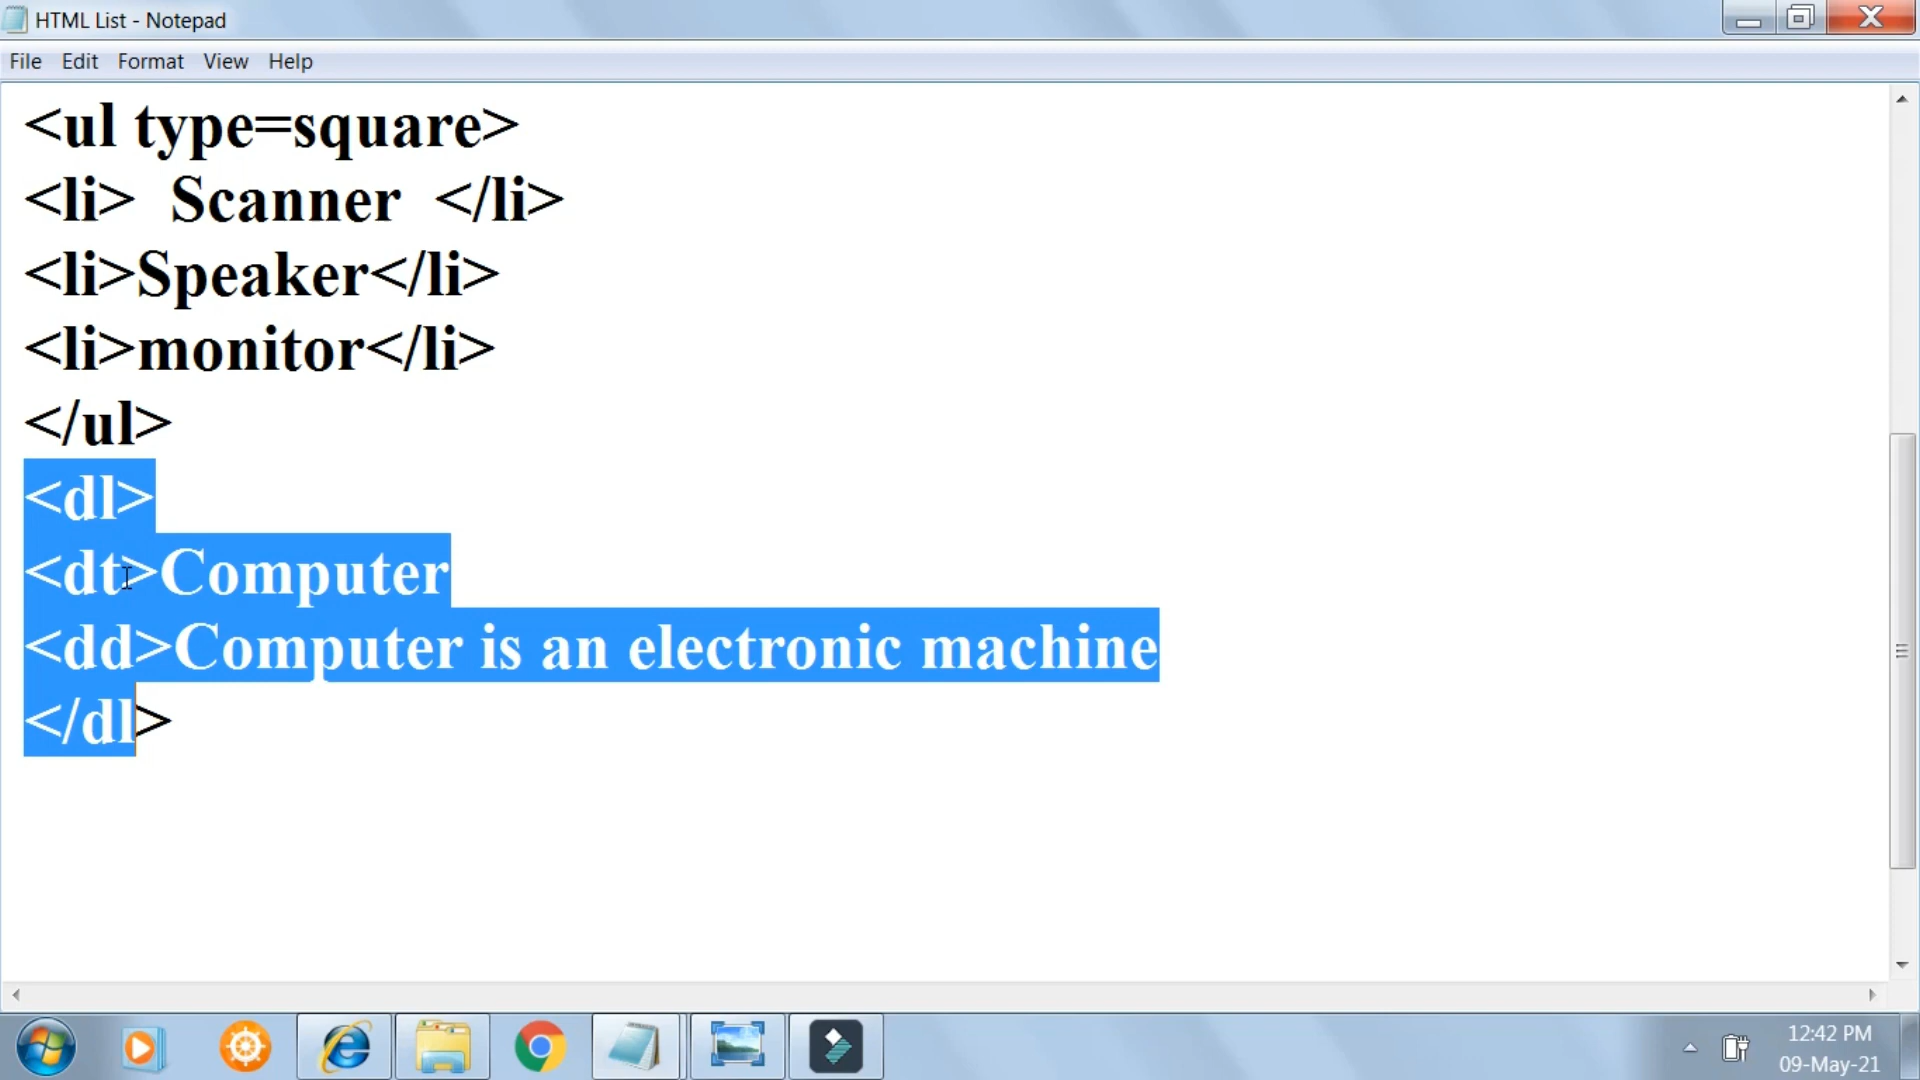 HTML List - Notepad
File Edit Format View Help
<ul type=square>
<li>  Scanner  </li>
<li>Speaker</li>
<li>monitor</li>
</ul>
<dl>
<dt>Computer
<dd>Computer is an electronic machine
</dl>
12:42 PM
09-May-21